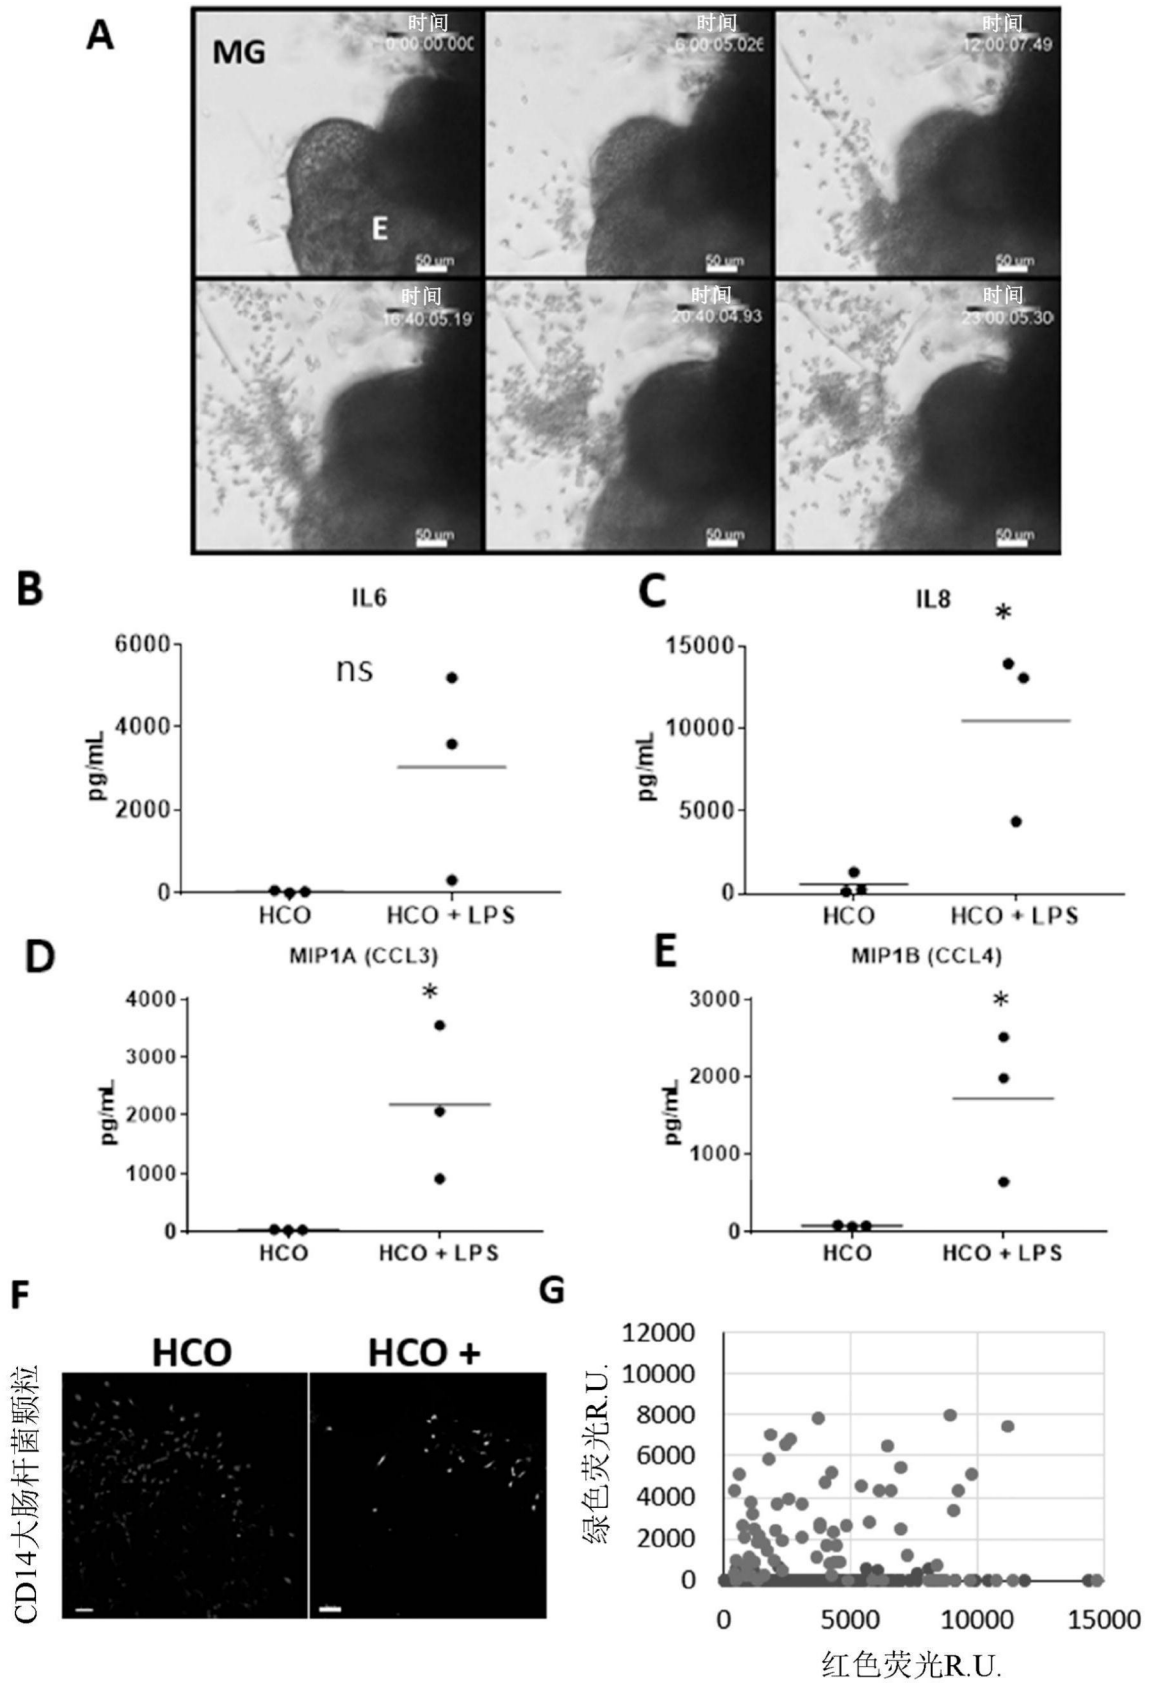 A
MG
E
时间
0:00:00.000
50 um
时间
6:00:05.026
50 um
时间
12:00:07.49
50 um
时间
16:40:05.19
50 um
时间
20:40:04.93
50 um
时间
23:00:05.30
50 um
B
IL6
ns
6000
4000
2000
0
pg/mL
HCO
HCO + LPS
C
IL8
*
15000
10000
5000
0
pg/mL
HCO
HCO + LPS
D
MIP1A (CCL3)
*
4000
3000
2000
1000
0
pg/mL
HCO
HCO + LPS
E
MIP1B (CCL4)
*
3000
2000
1000
0
pg/mL
HCO
HCO + LPS
F
HCO
HCO +
CD14大肠杆菌颗粒
G
12000
10000
8000
6000
4000
2000
0
绿色荧光R.U.
0
5000
10000
15000
红色荧光R.U.